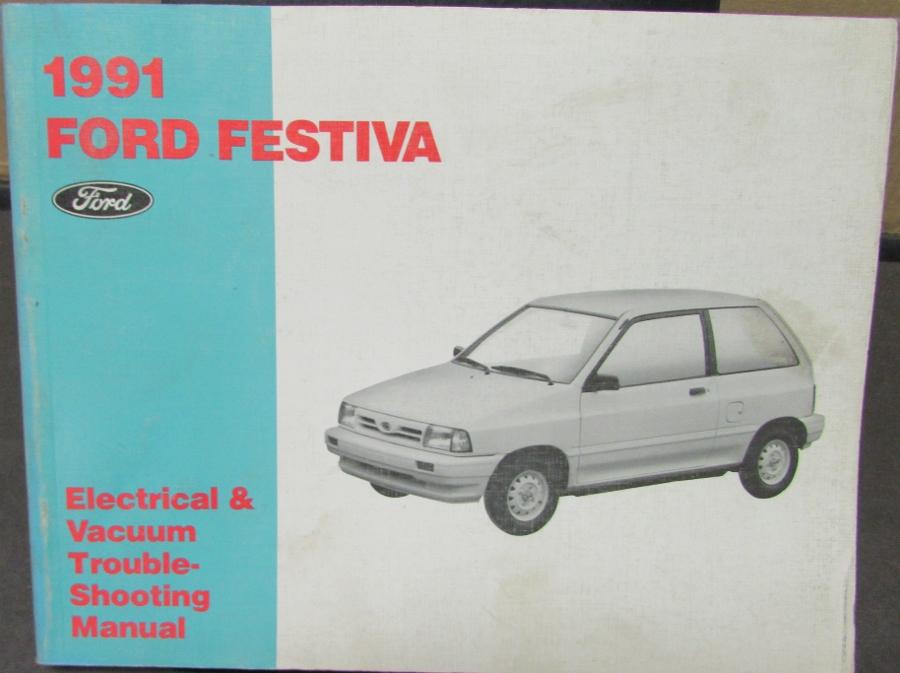 1991
FORD FESTIVA
Ford
Electrical &
Vacuum
Trouble-
Shooting
Manual